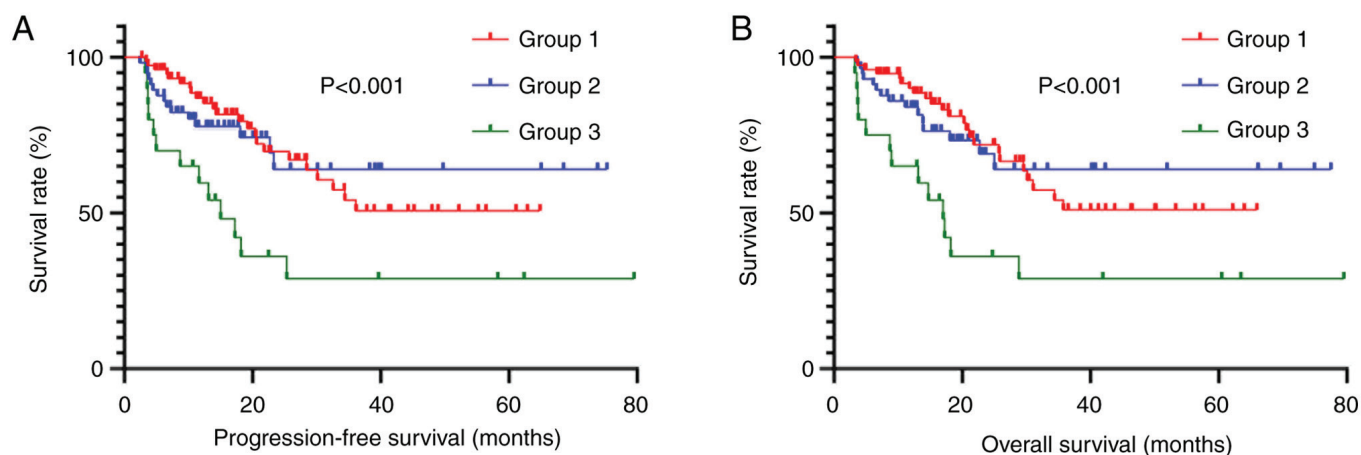 A
Group 1
Group 2
Group 3
P<0.001
100
50
0
Survival rate (%)
0 20 40 60 80
Progression-free survival (months)
B
Group 1
Group 2
Group 3
P<0.001
100
50
0
Survival rate (%)
0 20 40 60 80
Overall survival (months)